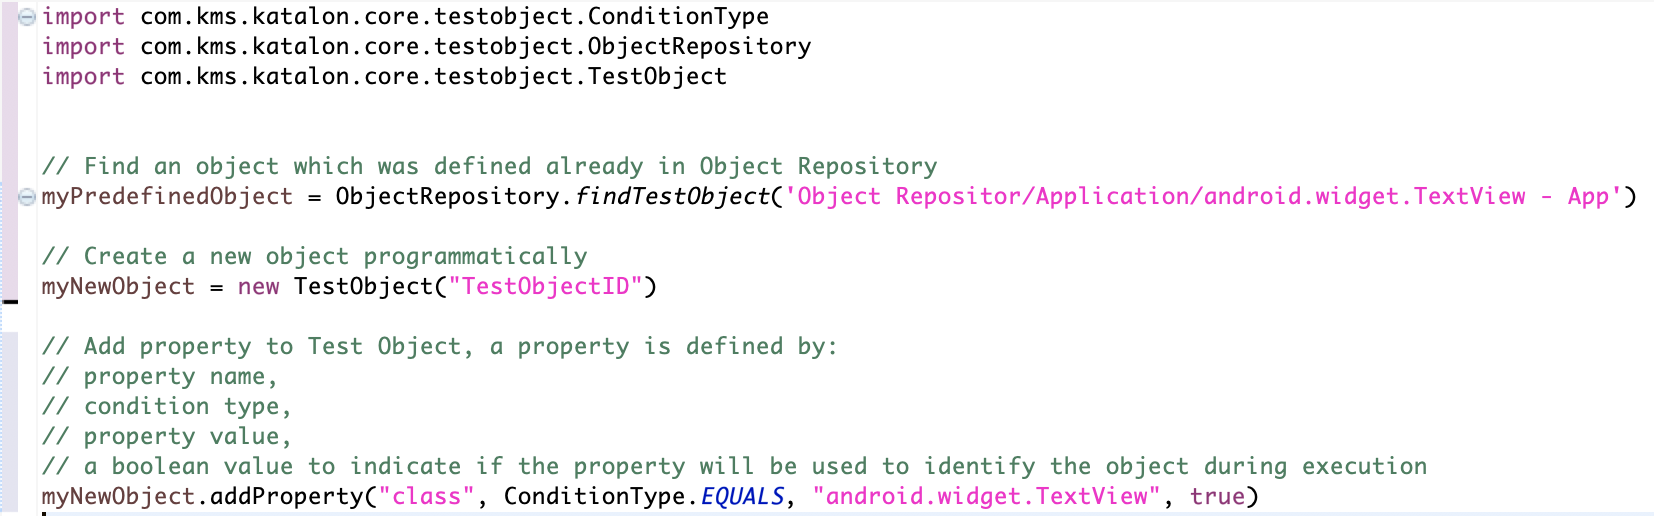 import com.kms.katalon.core.testobject.ConditionType
import com.kms.katalon.core.testobject.ObjectRepository
import com.kms.katalon.core.testobject.TestObject
// Find an object which was defined already in Object Repository
myPredefinedObject = ObjectRepository.findTestObject('Object Repositor/Application/android.widget.TextView - App')
// Create a new object programmatically
myNewObject = new TestObject("TestObjectID")
// Add property to Test Object, a property is defined by:
// property name,
// condition type,
// property value,
// a boolean value to indicate if the property will be used to identify the object during execution
myNewObject.addProperty("class", ConditionType.EQUALS, "android.widget.TextView", true)